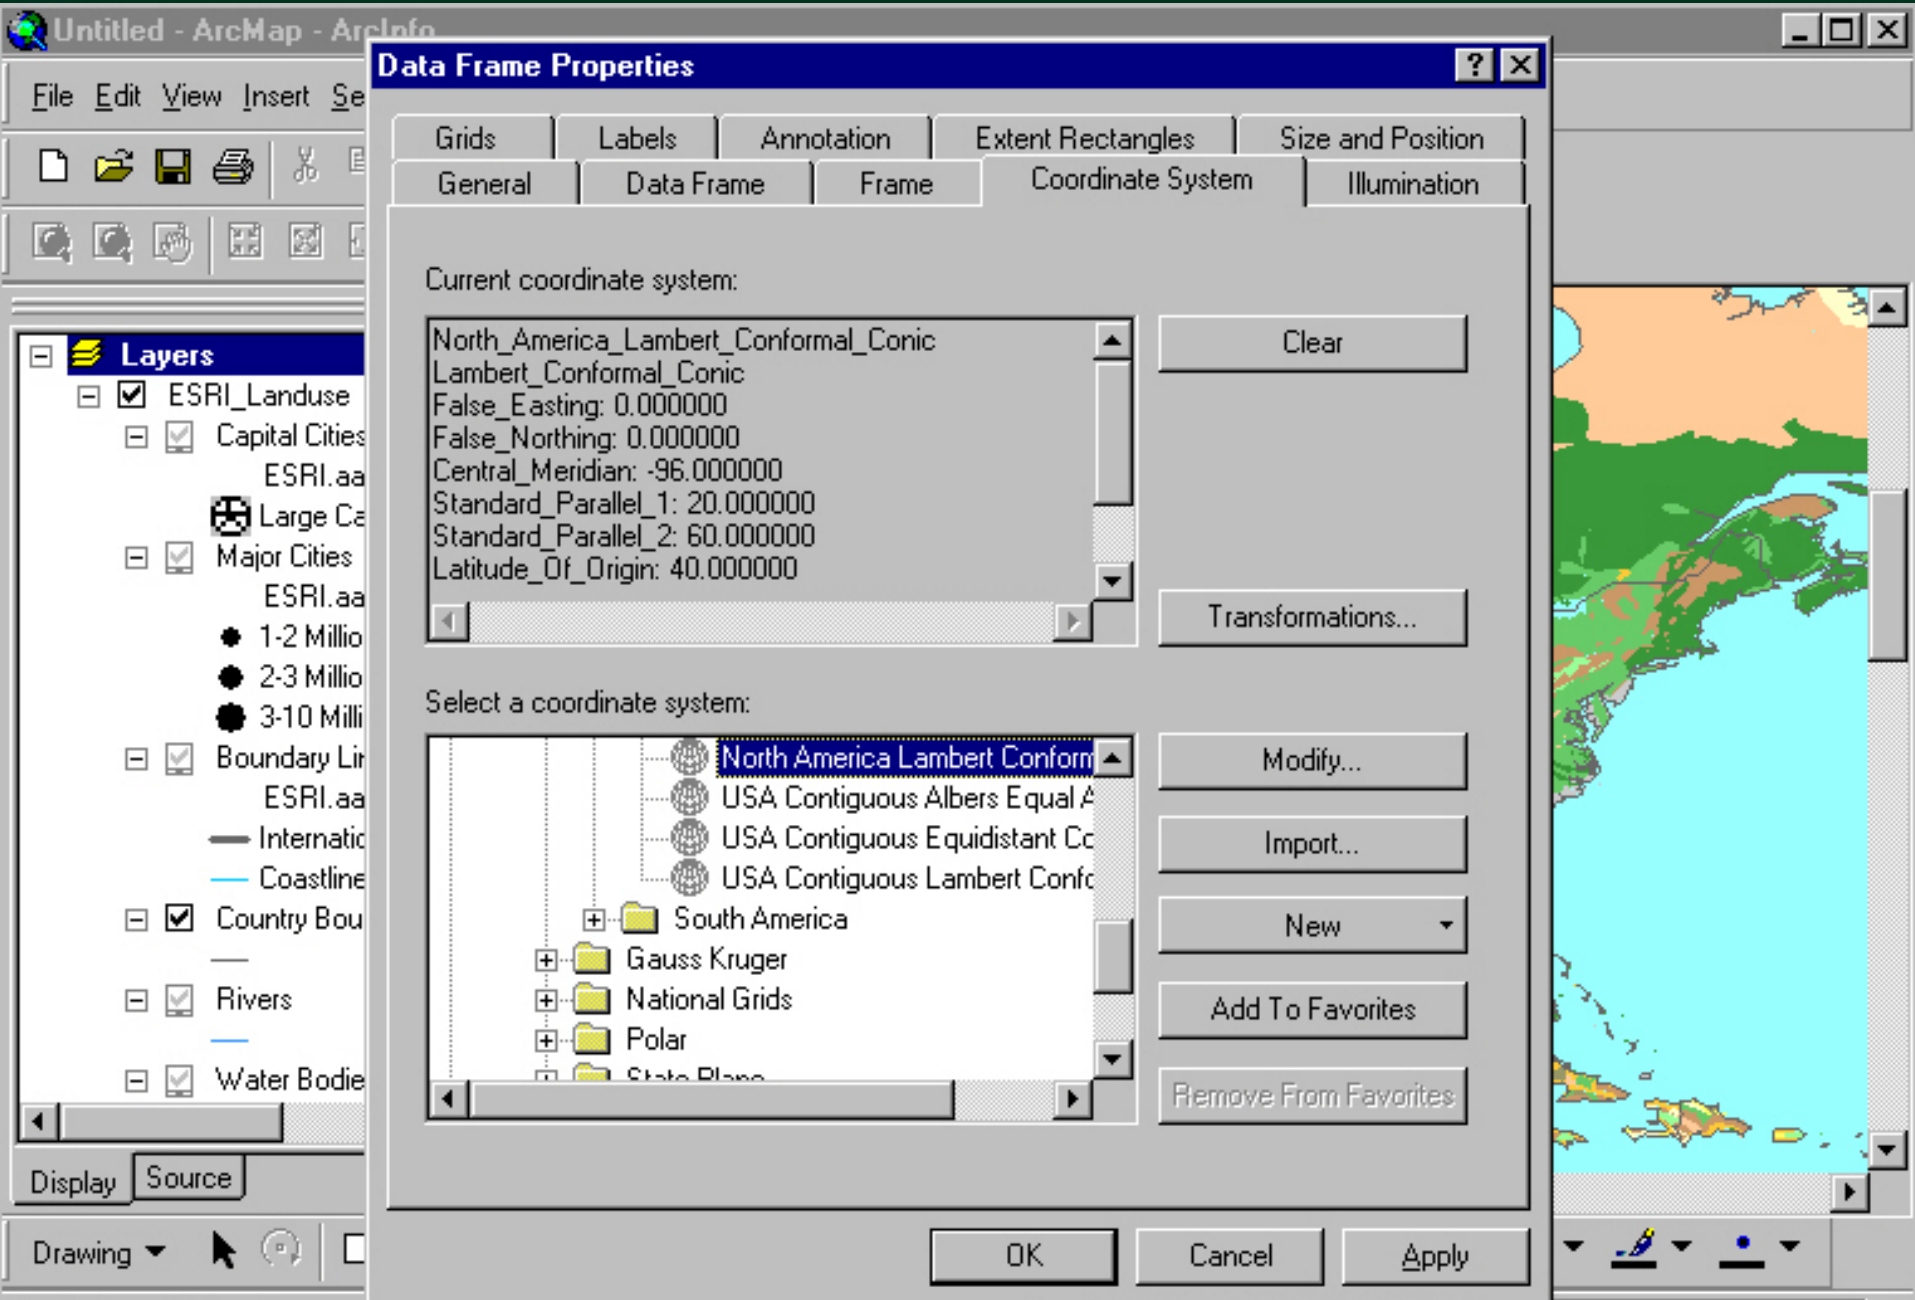 Untitled - ArcMap - ArcInfo
File Edit View Insert Se
Data Frame Properties
Grids Labels Annotation Extent Rectangles Size and Position
General Data Frame Frame Coordinate System Illumination
Current coordinate system:
North_America_Lambert_Conformal_Conic
Lambert_Conformal_Conic
False_Easting: 0.000000
False_Northing: 0.000000
Central_Meridian: -96.000000
Standard_Parallel_1: 20.000000
Standard_Parallel_2: 60.000000
Latitude_Of_Origin: 40.000000
Clear
Transformations...
Select a coordinate system:
North America Lambert Conform
USA Contiguous Albers Equal A
USA Contiguous Equidistant Co
USA Contiguous Lambert Confo
South America
Gauss Kruger
National Grids
Polar
State Plane
Modify...
Import...
New
Add To Favorites
Remove From Favorites
OK Cancel Apply
Layers
ESRI_Landuse
Capital Cities
ESRI.aa
Large Ca
Major Cities
ESRI.aa
1-2 Millio
2-3 Millio
3-10 Milli
Boundary Lin
ESRI.aa
Internatio
Coastline
Country Bou
Rivers
Water Bodie
Display Source
Drawing